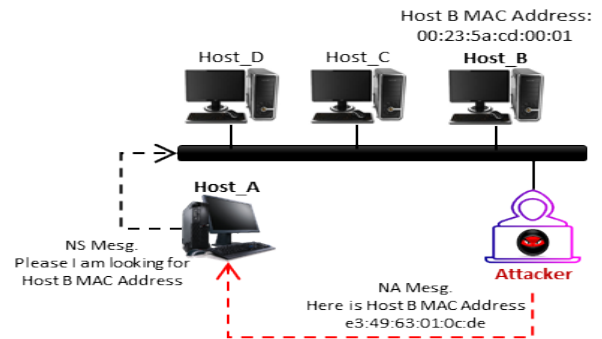 Host B MAC Address:
00:23:5a:cd:00:01
Host_D
Host_C
Host_B
Host_A
NS Mesg.
Please I am looking for
Host B MAC Address
Attacker
NA Mesg.
Here is Host B MAC Address
e3:49:63:01:0c:de